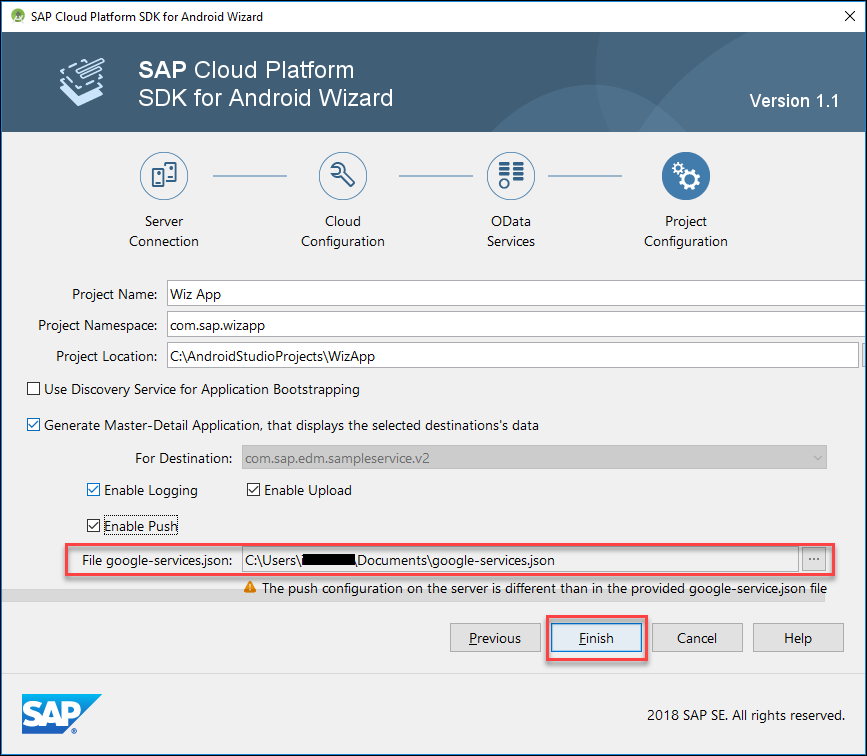 SAP Cloud Platform SDK for Android Wizard
SAP Cloud Platform
SDK for Android Wizard
Version 1.1
Server
Connection
Cloud
Configuration
OData
Services
Project
Configuration
Project Name: Wiz App
Project Namespace: com.sap.wizapp
Project Location: C:\AndroidStudioProjects\WizApp
Use Discovery Service for Application Bootstrapping
Generate Master-Detail Application, that displays the selected destinations's data
For Destination: com.sap.edm.sampleservice.v2
Enable Logging Enable Upload
Enable Push
File google-services.json: C:\Users\i\Documents\google-services.json ...
The push configuration on the server is different than in the provided google-service.json file
Previous Finish Cancel Help
SAP
2018 SAP SE. All rights reserved.